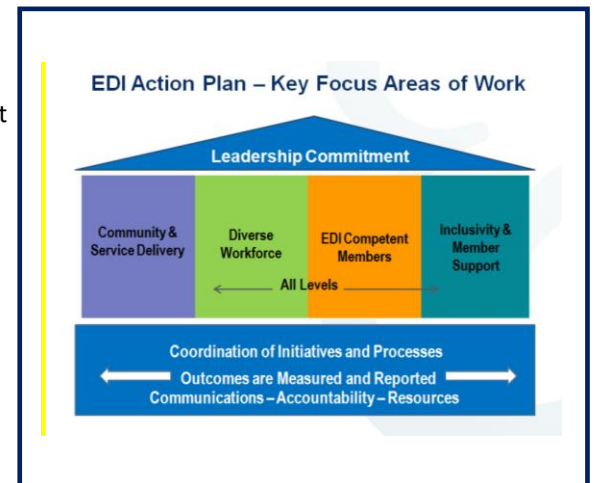 t
EDI Action Plan – Key Focus Areas of Work
Leadership Commitment
Community &
Service Delivery
Diverse
Workforce
EDI Competent
Members
Inclusivity &
Member
Support
All Levels
Coordination of Initiatives and Processes
Outcomes are Measured and Reported
Communications – Accountability – Resources